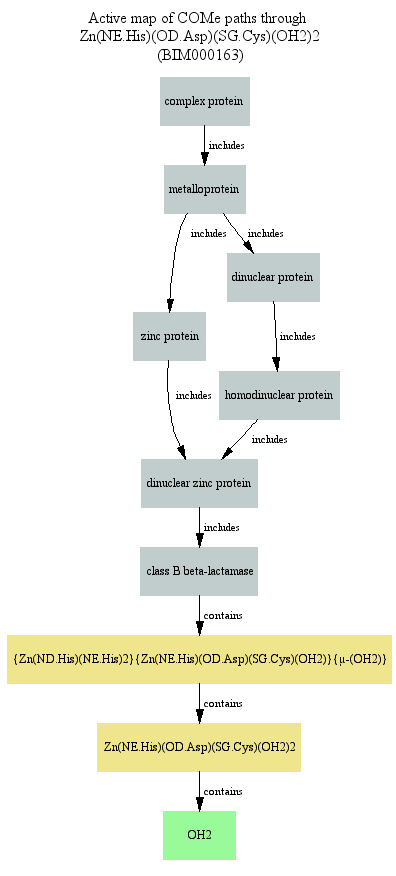 Active map of COMe paths through
Zn(NE.His)(OD.Asp)(SG.Cys)(OH2)2
(BIM000163)
complex protein
includes
metalloprotein
includes
includes
dinuclear protein
zinc protein
includes
homodinuclear protein
includes
includes
dinuclear zinc protein
includes
class B beta-lactamase
contains
{Zn(ND.His)(NE.His)2}{Zn(NE.His)(OD.Asp)(SG.Cys)(OH2)}{μ-(OH2)}
contains
Zn(NE.His)(OD.Asp)(SG.Cys)(OH2)2
contains
OH2